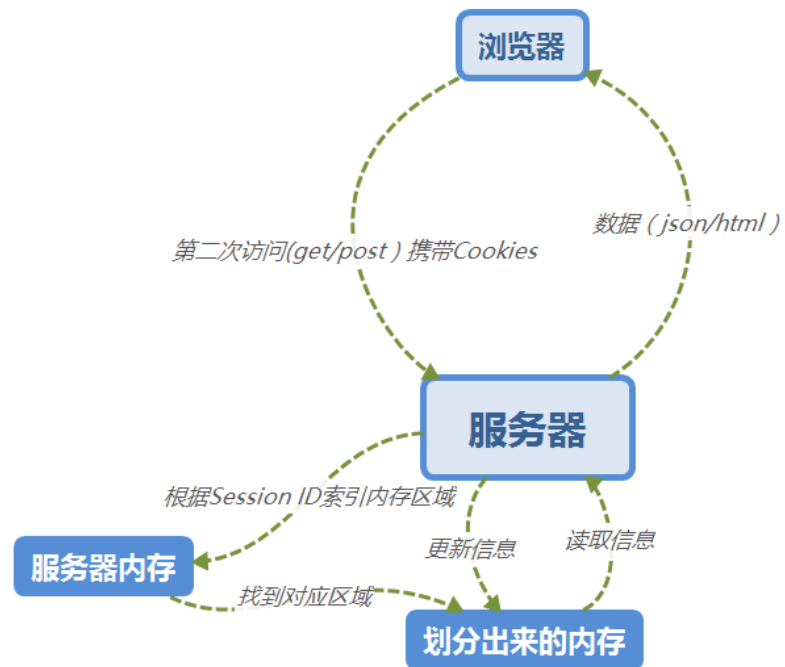 浏览器
数据（json/html）
第二次访问(get/post）携带Cookies
服务器
根据Session ID索引内存区域
更新信息
读取信息
服务器内存
找到对应区域
划分出来的内存